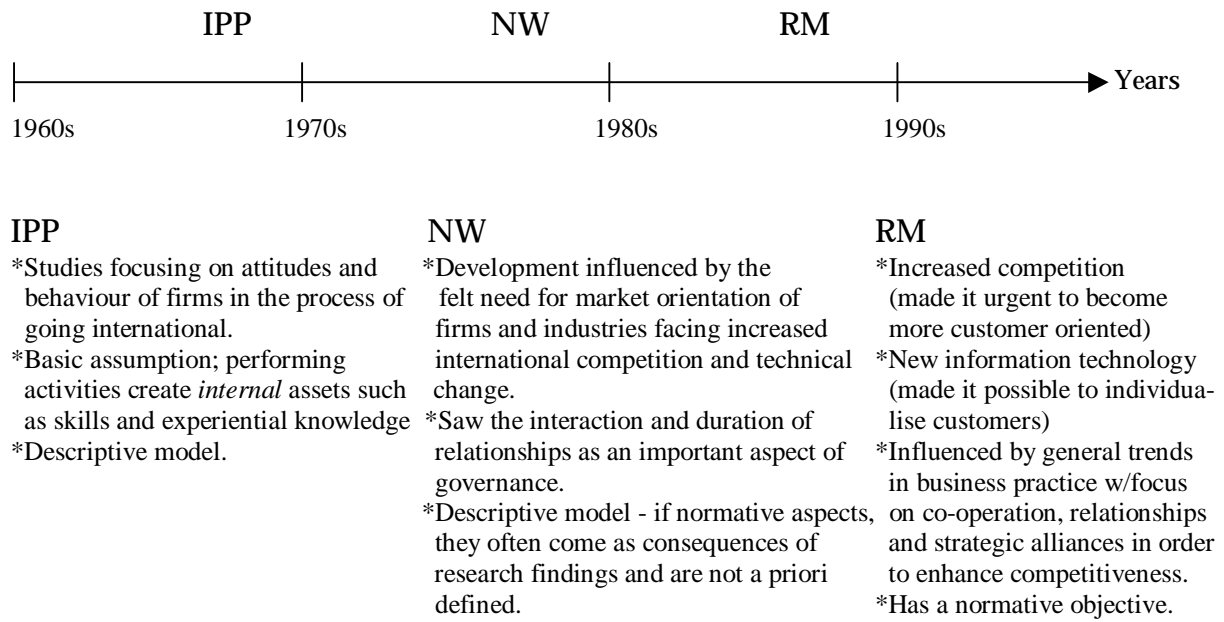 IPP NW RM
Years
1960s 1970s 1980s 1990s
IPP
*Studies focusing on attitudes and
behaviour of firms in the process of
going international.
*Basic assumption; performing
activities create internal assets such
as skills and experiential knowledge
*Descriptive model.
NW
*Development influenced by the
felt need for market orientation of
firms and industries facing increased
international competition and technical
change.
*Saw the interaction and duration of
relationships as an important aspect of
governance.
*Descriptive model - if normative aspects,
they often come as consequences of
research findings and are not a priori
defined.
RM
*Increased competition
(made it urgent to become
more customer oriented)
*New information technology
(made it possible to individua-
lise customers)
*Influenced by general trends
in business practice w/focus
on co-operation, relationships
and strategic alliances in order
to enhance competitiveness.
*Has a normative objective.